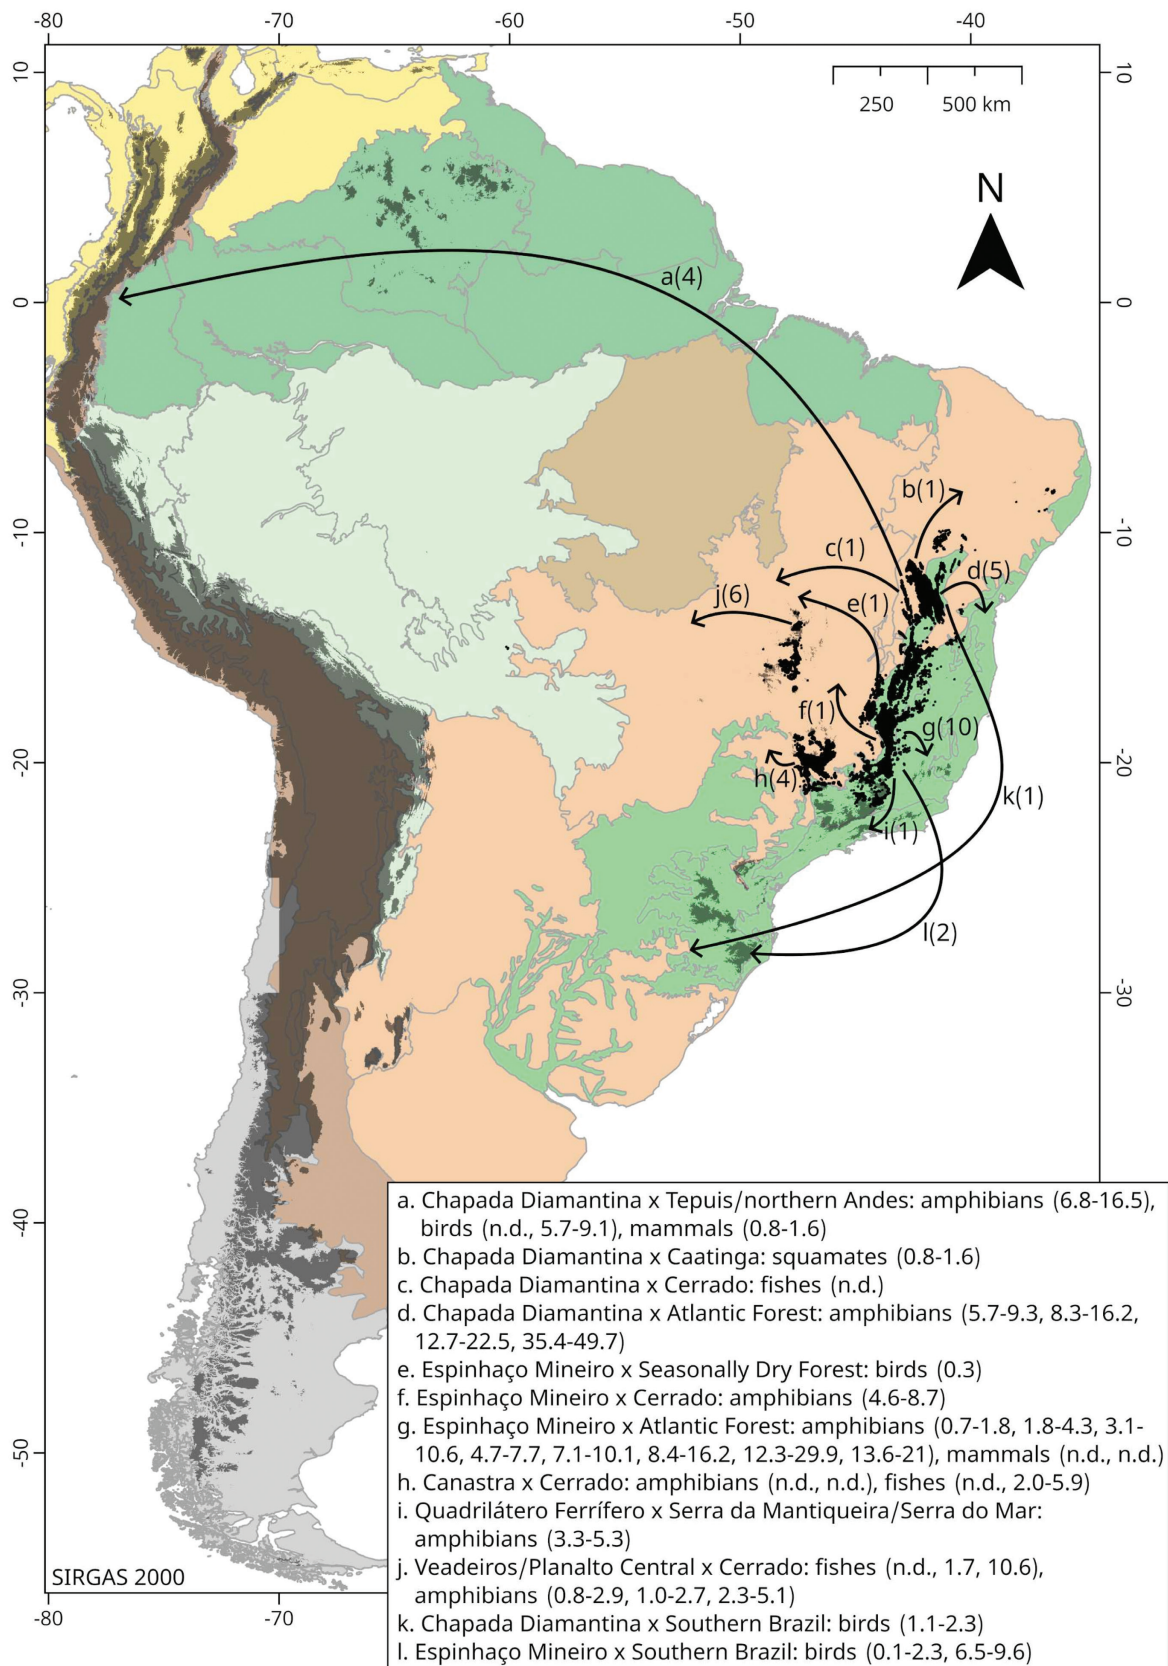 -80 -70 -60 -50 -40
10 10
250 500 km
N
a(4)
0 0
b(1)
-10 -10
c(1)
d(5)
j(6)
e(1)
f(1)
g(10)
-20 -20
h(4)
k(1)
i(1)
l(2)
-30 -30
-40
-50
a. Chapada Diamantina x Tepuis/northern Andes: amphibians (6.8-16.5),
birds (n.d., 5.7-9.1), mammals (0.8-1.6)
b. Chapada Diamantina x Caatinga: squamates (0.8-1.6)
c. Chapada Diamantina x Cerrado: fishes (n.d.)
d. Chapada Diamantina x Atlantic Forest: amphibians (5.7-9.3, 8.3-16.2,
12.7-22.5, 35.4-49.7)
e. Espinhaço Mineiro x Seasonally Dry Forest: birds (0.3)
f. Espinhaço Mineiro x Cerrado: amphibians (4.6-8.7)
g. Espinhaço Mineiro x Atlantic Forest: amphibians (0.7-1.8, 1.8-4.3, 3.1-
10.6, 4.7-7.7, 7.1-10.1, 8.4-16.2, 12.3-29.9, 13.6-21), mammals (n.d., n.d.)
h. Canastra x Cerrado: amphibians (n.d., n.d.), fishes (n.d., 2.0-5.9)
i. Quadrilátero Ferrífero x Serra da Mantiqueira/Serra do Mar:
amphibians (3.3-5.3)
j. Veadeiros/Planalto Central x Cerrado: fishes (n.d., 1.7, 10.6),
amphibians (0.8-2.9, 1.0-2.7, 2.3-5.1)
k. Chapada Diamantina x Southern Brazil: birds (1.1-2.3)
l. Espinhaço Mineiro x Southern Brazil: birds (0.1-2.3, 6.5-9.6)
SIRGAS 2000
-80 -70